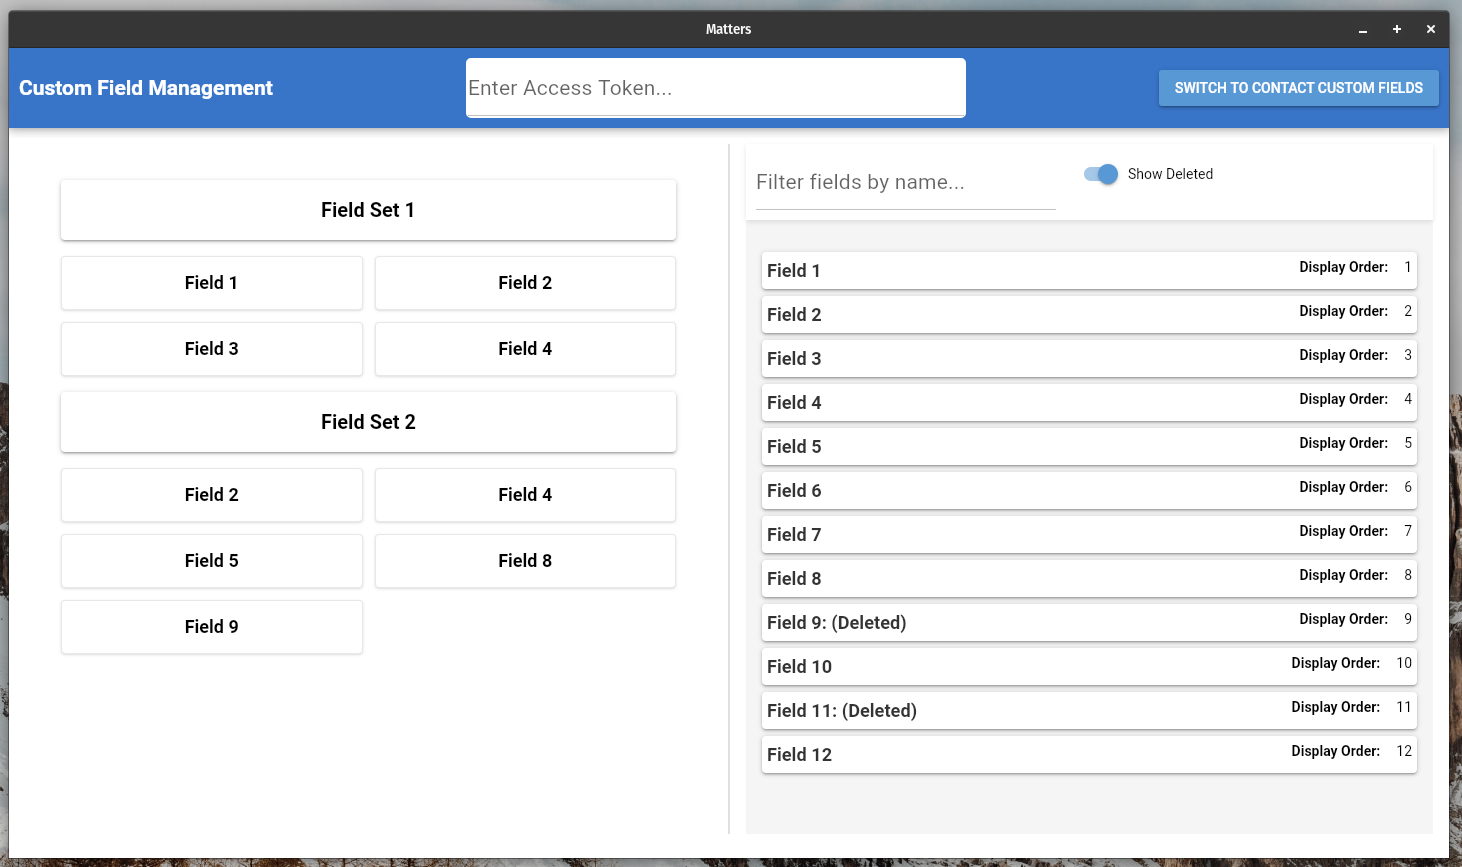 Matters
Custom Field Management
Enter Access Token...
SWITCH TO CONTACT CUSTOM FIELDS
Field Set 1
Field 1
Field 2
Field 3
Field 4
Field Set 2
Field 2
Field 4
Field 5
Field 8
Field 9
Filter fields by name...
Show Deleted
Field 1 Display Order: 1
Field 2 Display Order: 2
Field 3 Display Order: 3
Field 4 Display Order: 4
Field 5 Display Order: 5
Field 6 Display Order: 6
Field 7 Display Order: 7
Field 8 Display Order: 8
Field 9: (Deleted) Display Order: 9
Field 10 Display Order: 10
Field 11: (Deleted) Display Order: 11
Field 12 Display Order: 12